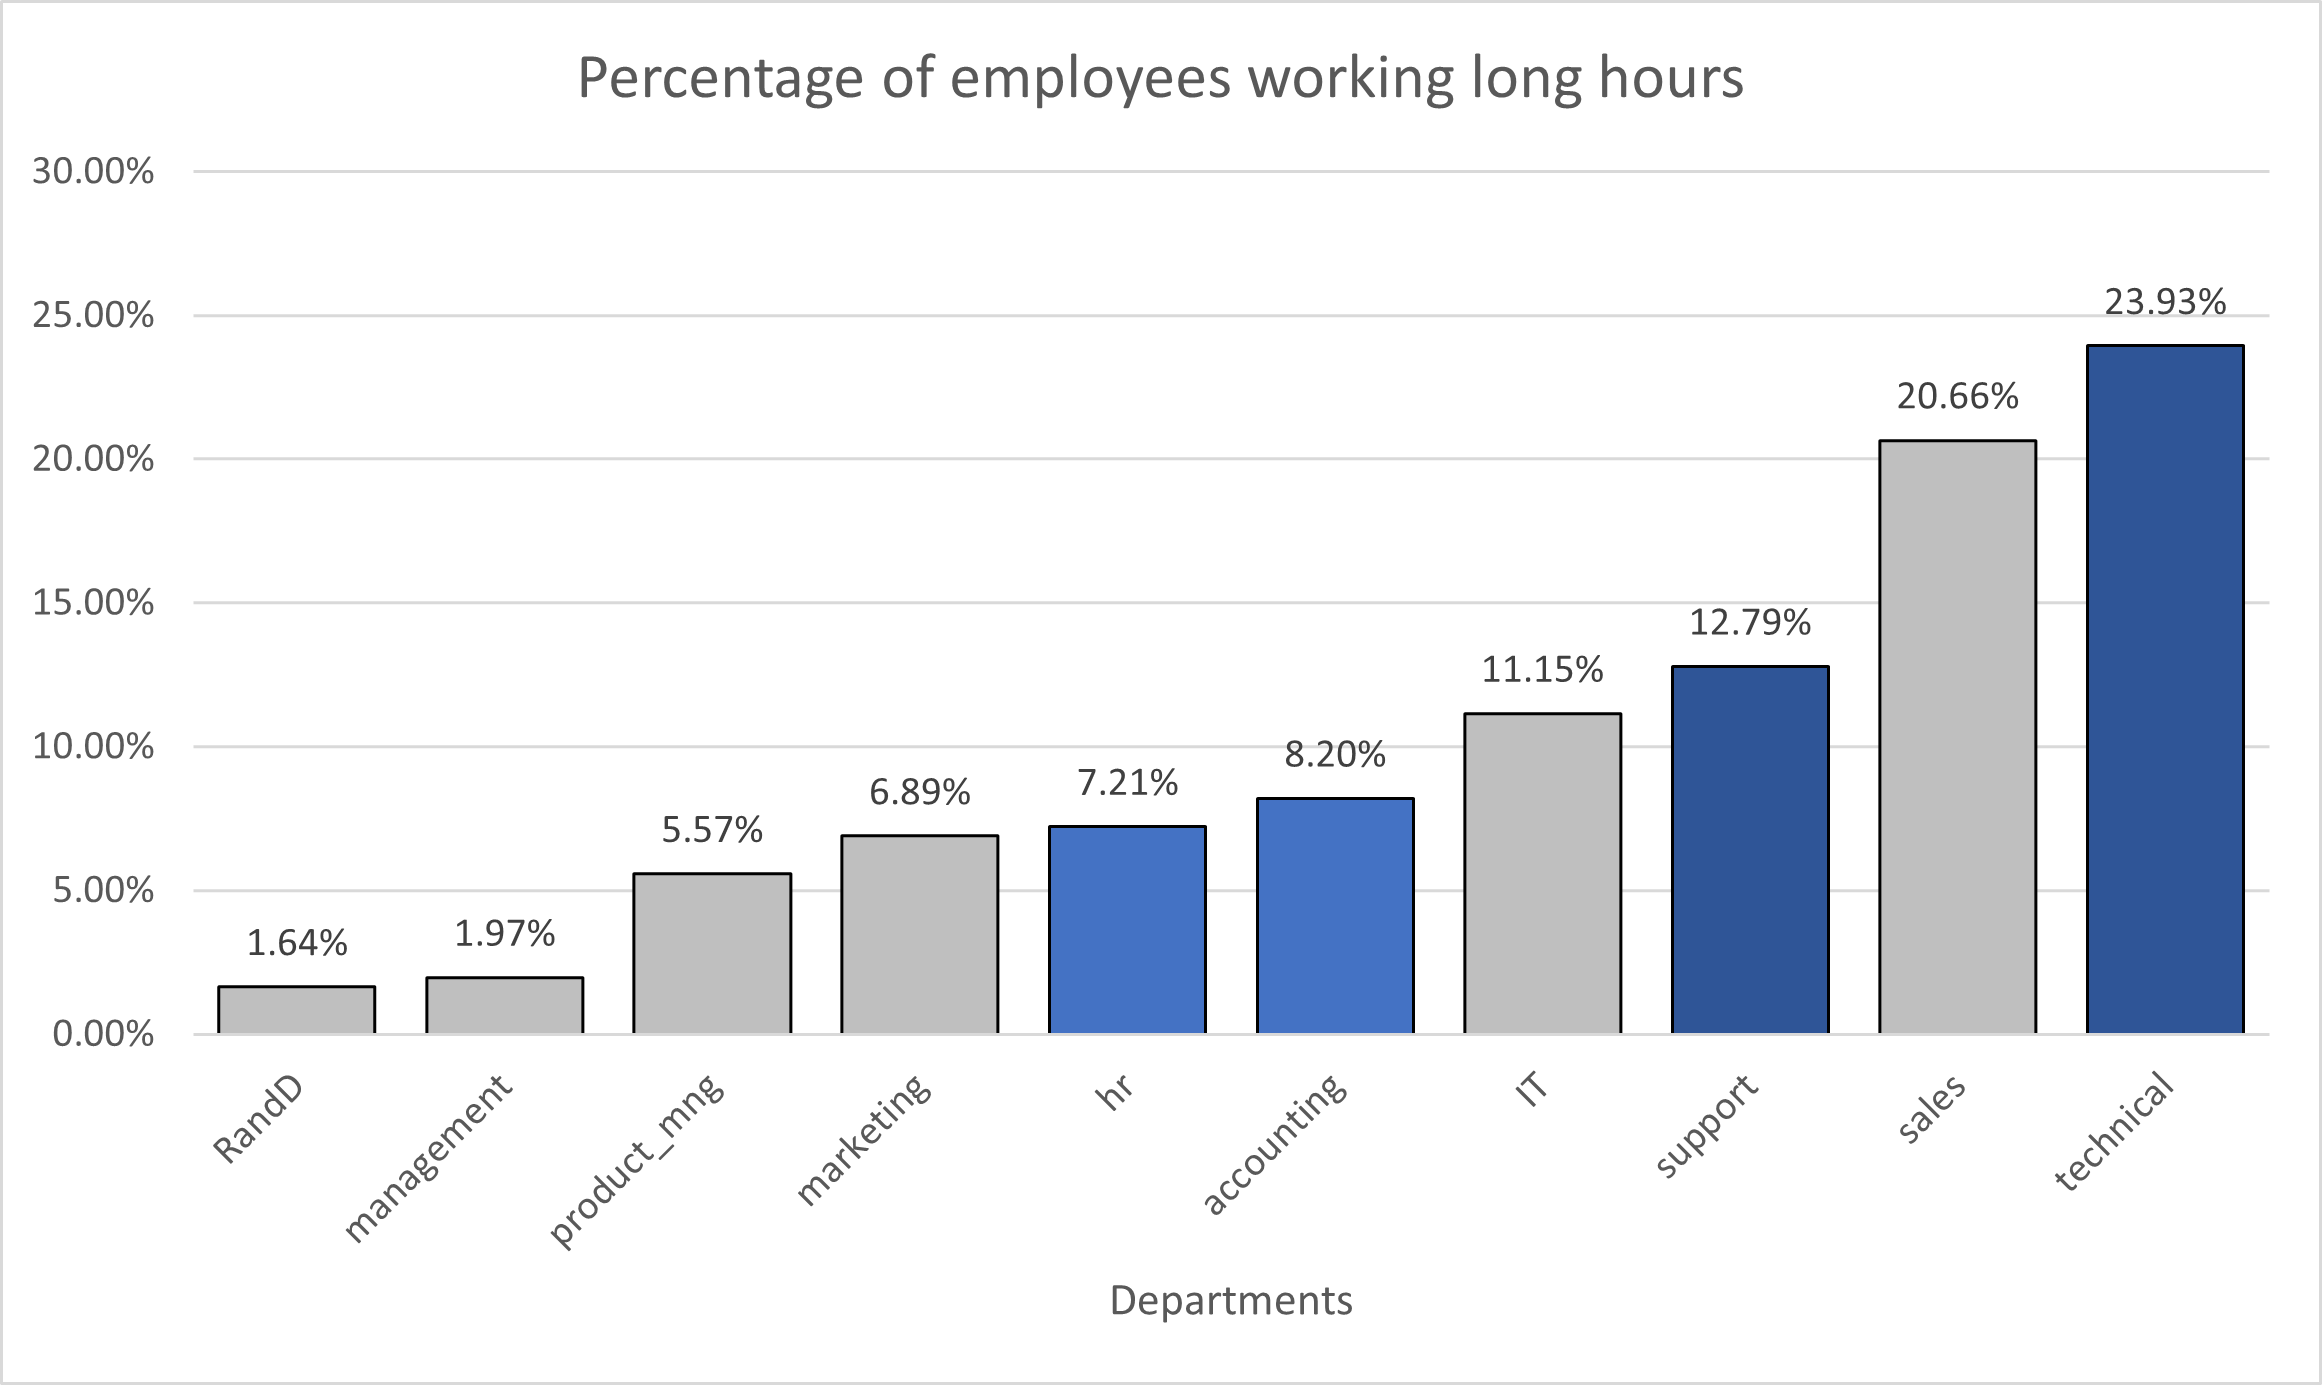 Percentage of employees working long hours
30.00%
25.00%
20.00%
15.00%
10.00%
5.00%
0.00%
1.64%
1.97%
5.57%
6.89%
7.21%
8.20%
11.15%
12.79%
20.66%
23.93%
RandD
management
product_mng
marketing
hr
accounting
IT
support
sales
technical
Departments